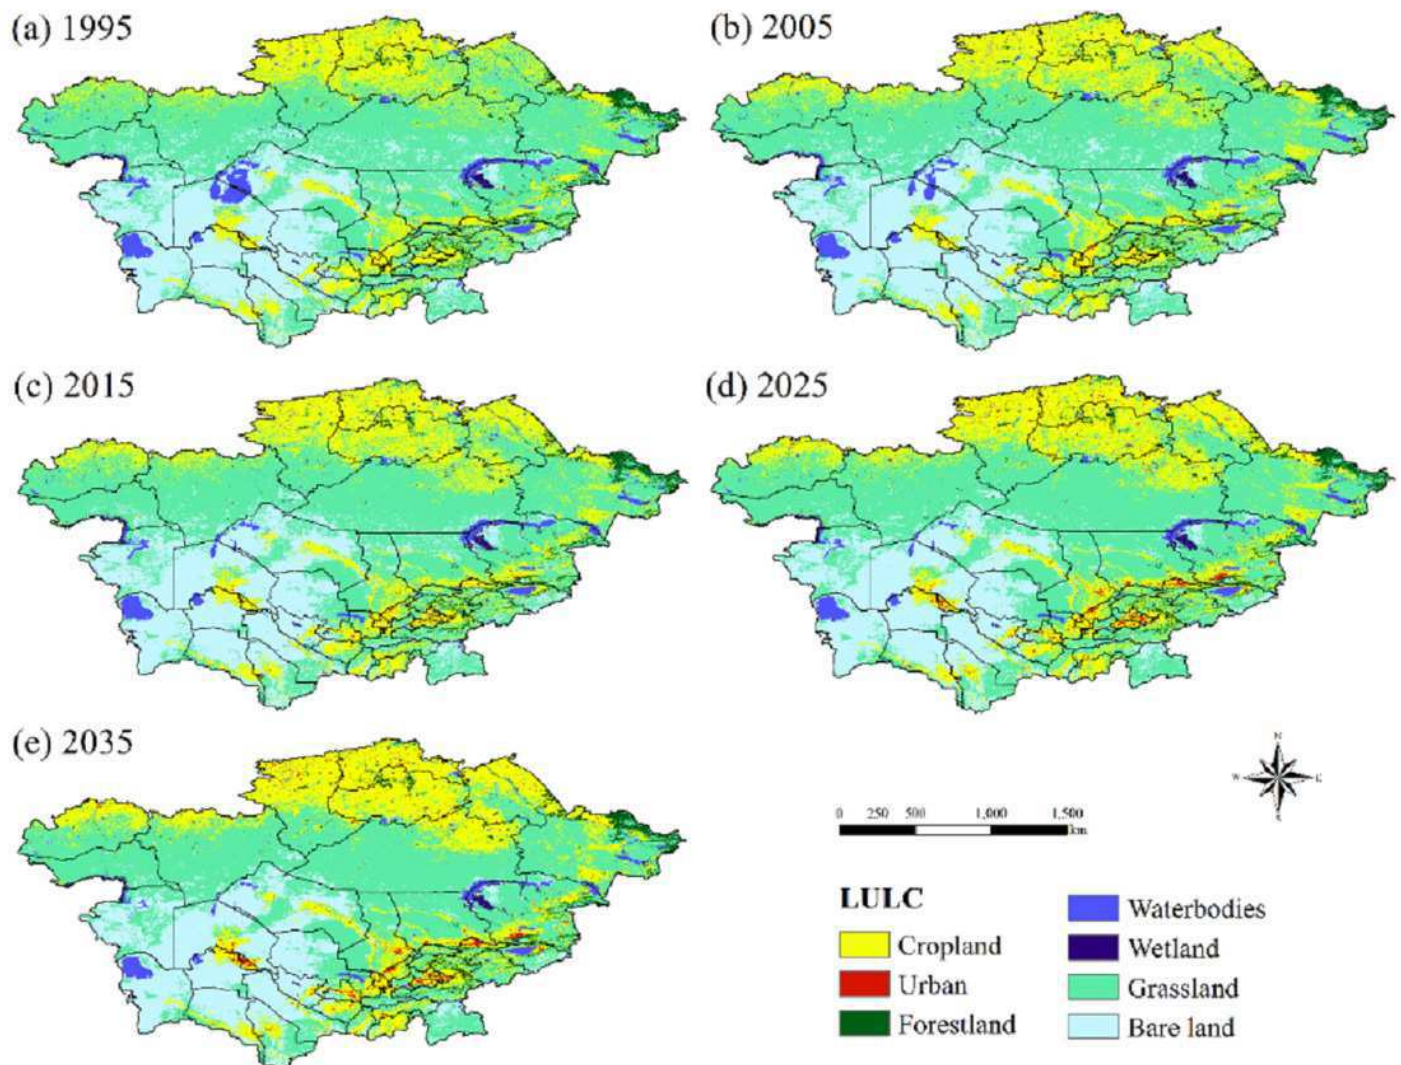 (a) 1995
(b) 2005
(c) 2015
(d) 2025
(e) 2035
N
W
E
S
0 250 500 1,000 1,500
km
LULC
Cropland
Urban
Forestland
Waterbodies
Wetland
Grassland
Bare land